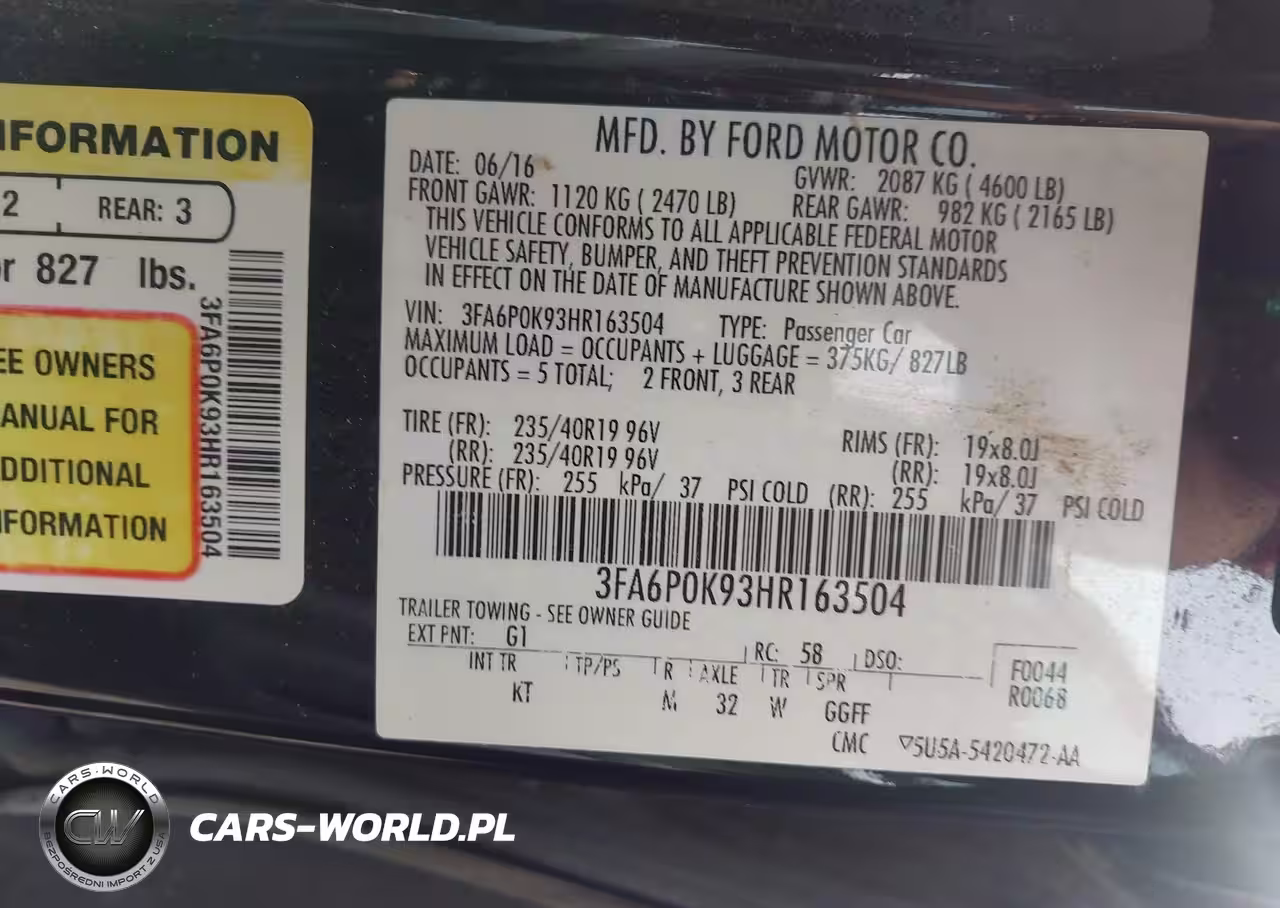 NFORMATION
2 REAR: 3
r 827 lbs.
EE OWNERS
ANUAL FOR
DDITIONAL
NFORMATION
3FA6P0K93HR163504
MFD. BY FORD MOTOR CO.
DATE: 06/16 GVWR: 2087 KG ( 4600 LB)
FRONT GAWR: 1120 KG ( 2470 LB) REAR GAWR: 982 KG ( 2165 LB)
THIS VEHICLE CONFORMS TO ALL APPLICABLE FEDERAL MOTOR
VEHICLE SAFETY, BUMPER, AND THEFT PREVENTION STANDARDS
IN EFFECT ON THE DATE OF MANUFACTURE SHOWN ABOVE.
VIN: 3FA6P0K93HR163504 TYPE: Passenger Car
MAXIMUM LOAD = OCCUPANTS + LUGGAGE = 375KG/ 827LB
OCCUPANTS = 5 TOTAL; 2 FRONT, 3 REAR
TIRE (FR): 235/40R19 96V RIMS (FR): 19x8.0J
(RR): 235/40R19 96V (RR): 19x8.0J
PRESSURE (FR): 255 kPa/ 37 PSI COLD (RR): 255 kPa/ 37 PSI COLD
3FA6P0K93HR163504
TRAILER TOWING - SEE OWNER GUIDE
EXT PNT: G1 RC: 58 DSO: F0044
INT TR TP/PS R AXLE TR SPR R0068
KT M 32 W GGFF
CMC 5U5A-5420472-AA
CARS-WORLD
CW
BEZPOŚREDNI IMPORT Z USA
CARS-WORLD.PL